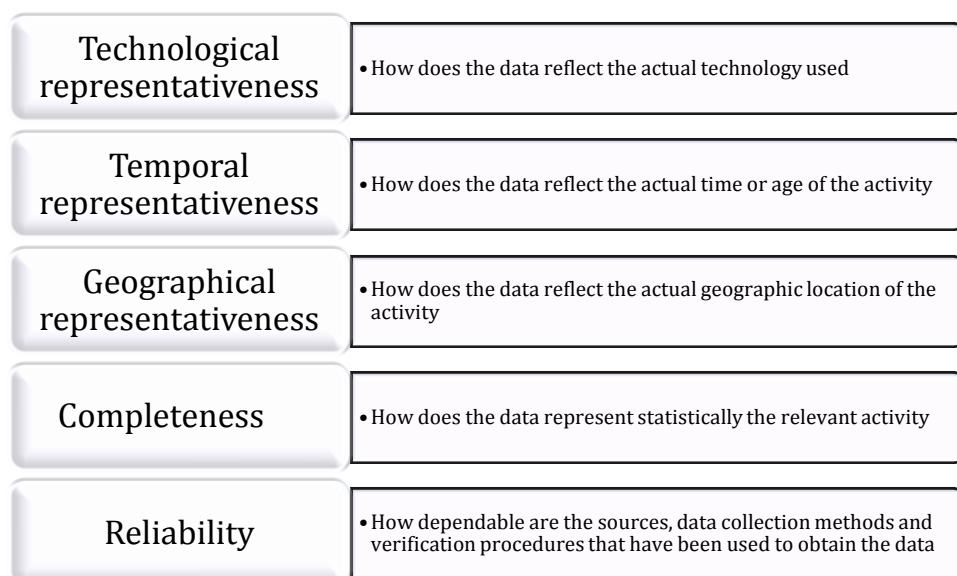 Technological
representativeness
•How does the data reflect the actual technology used
Temporal
representativeness
•How does the data reflect the actual time or age of the activity
Geographical
representativeness
•How does the data reflect the actual geographic location of the
activity
Completeness
•How does the data represent statistically the relevant activity
Reliability
•How dependable are the sources, data collection methods and
verification procedures that have been used to obtain the data